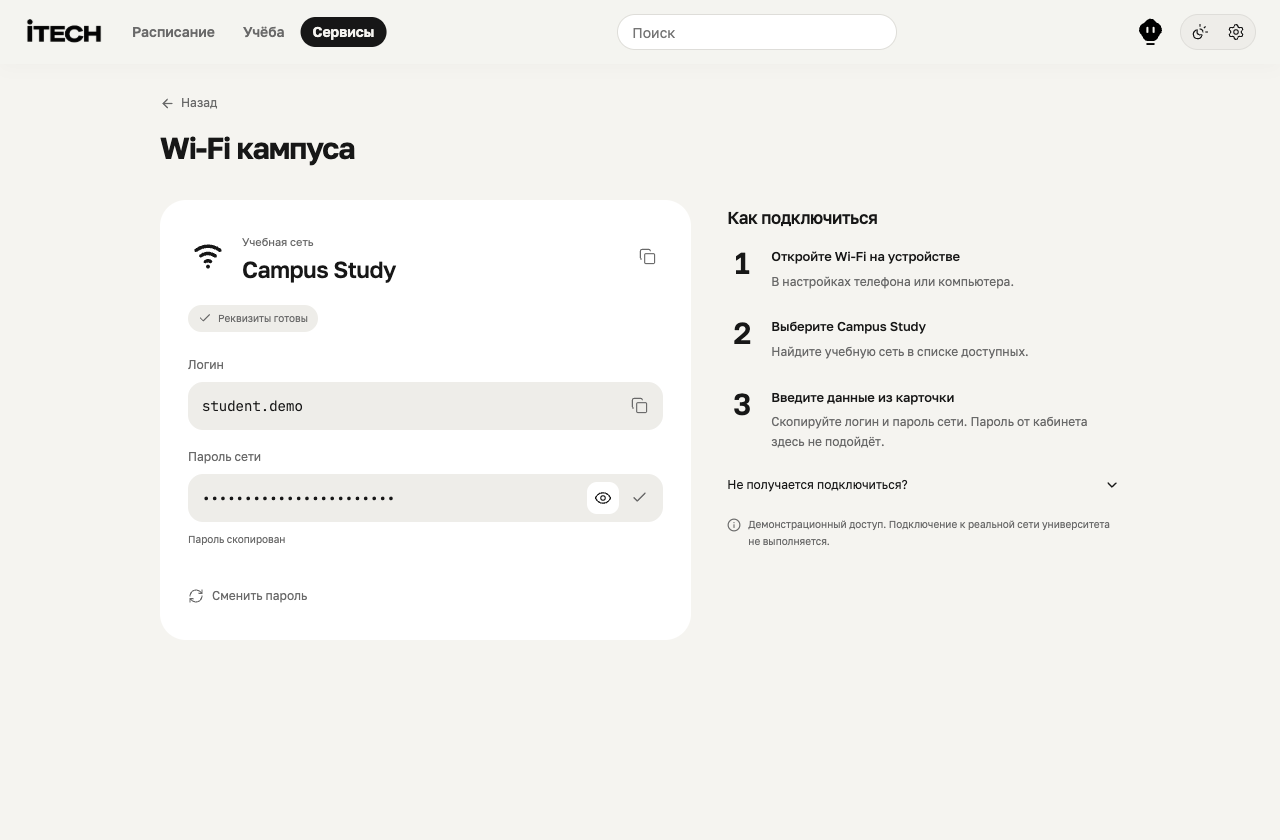 iTECH
Расписание
Учёба
Сервисы
Поиск
Назад
Wi-Fi кампуса
Учебная сеть
Campus Study
Реквизиты готовы
Логин
student.demo
Пароль сети
••••••••••••••••••••••••
Пароль скопирован
Сменить пароль
Как подключиться
1
Откройте Wi-Fi на устройстве
В настройках телефона или компьютера.
2
Выберите Campus Study
Найдите учебную сеть в списке доступных.
3
Введите данные из карточки
Скопируйте логин и пароль сети. Пароль от кабинета
здесь не подойдёт.
Не получается подключиться?
Демонстрационный доступ. Подключение к реальной сети университета
не выполняется.